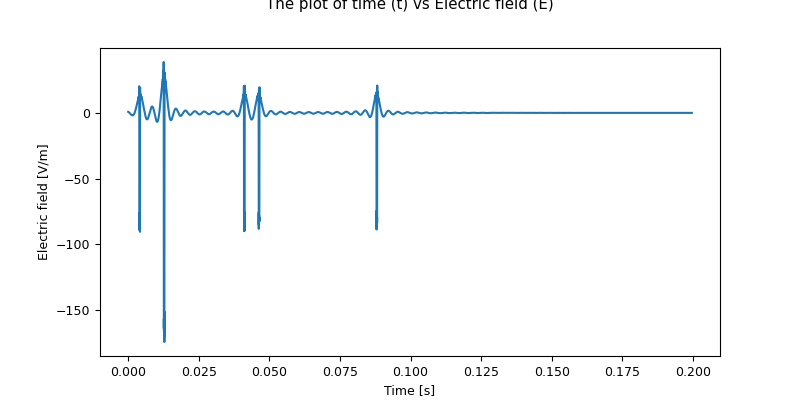 The plot of time (t) vs Electric field (E)
Electric field [V/m]
0
−50
−100
−150
0.000 0.025 0.050 0.075 0.100 0.125 0.150 0.175 0.200
Time [s]